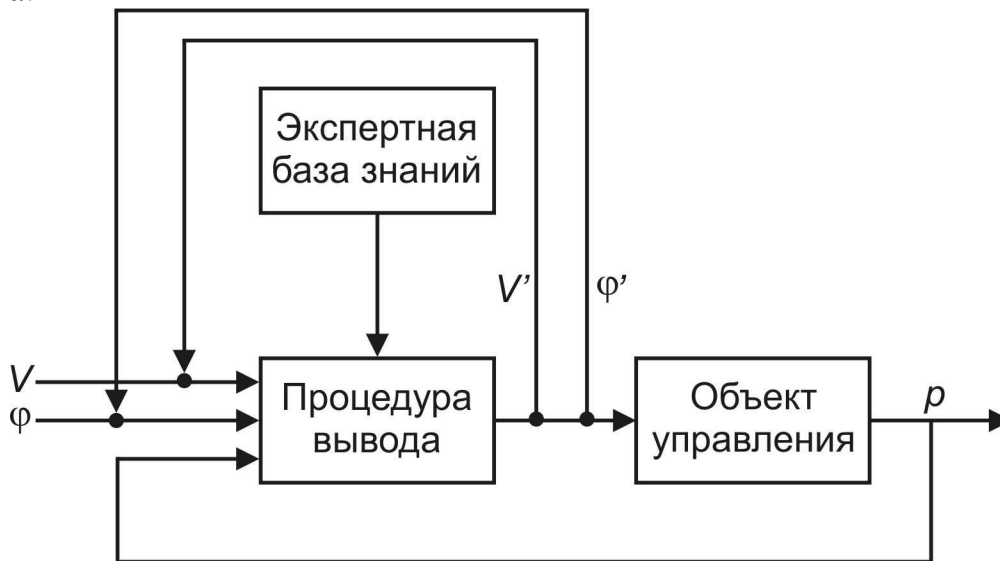 Экспертная
база знаний
V’
φ’
V
φ
Процедура
вывода
Объект
управления
p